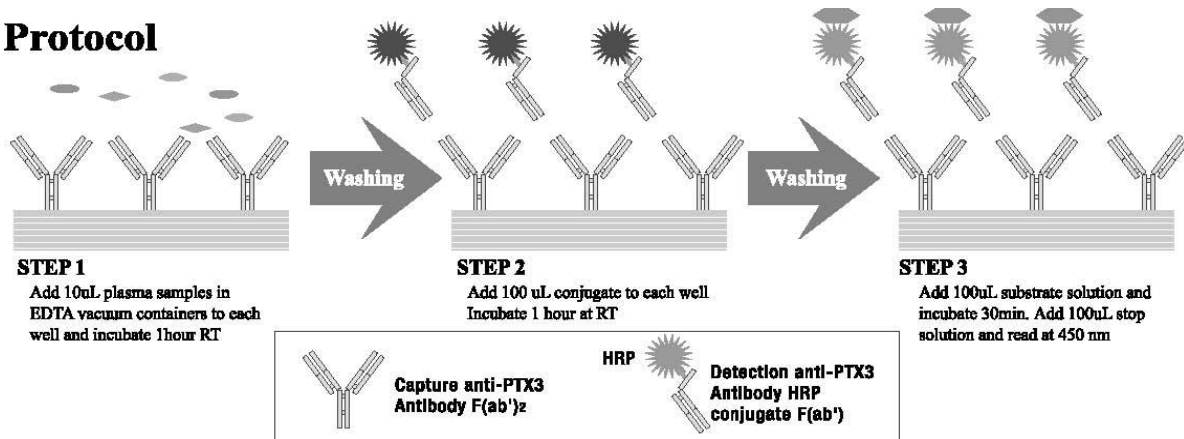 Protocol
Washing
Washing
STEP 1
Add 10uL plasma samples in
EDTA vacuum containers to each
well and incubate 1hour RT
STEP 2
Add 100 uL conjugate to each well
Incubate 1 hour at RT
STEP 3
Add 100uL substrate solution and
incubate 30min. Add 100uL stop
solution and read at 450 nm
Capture anti-PTX3
Antibody F(ab')2
HRP
Detection anti-PTX3
Antibody HRP
conjugate F(ab')